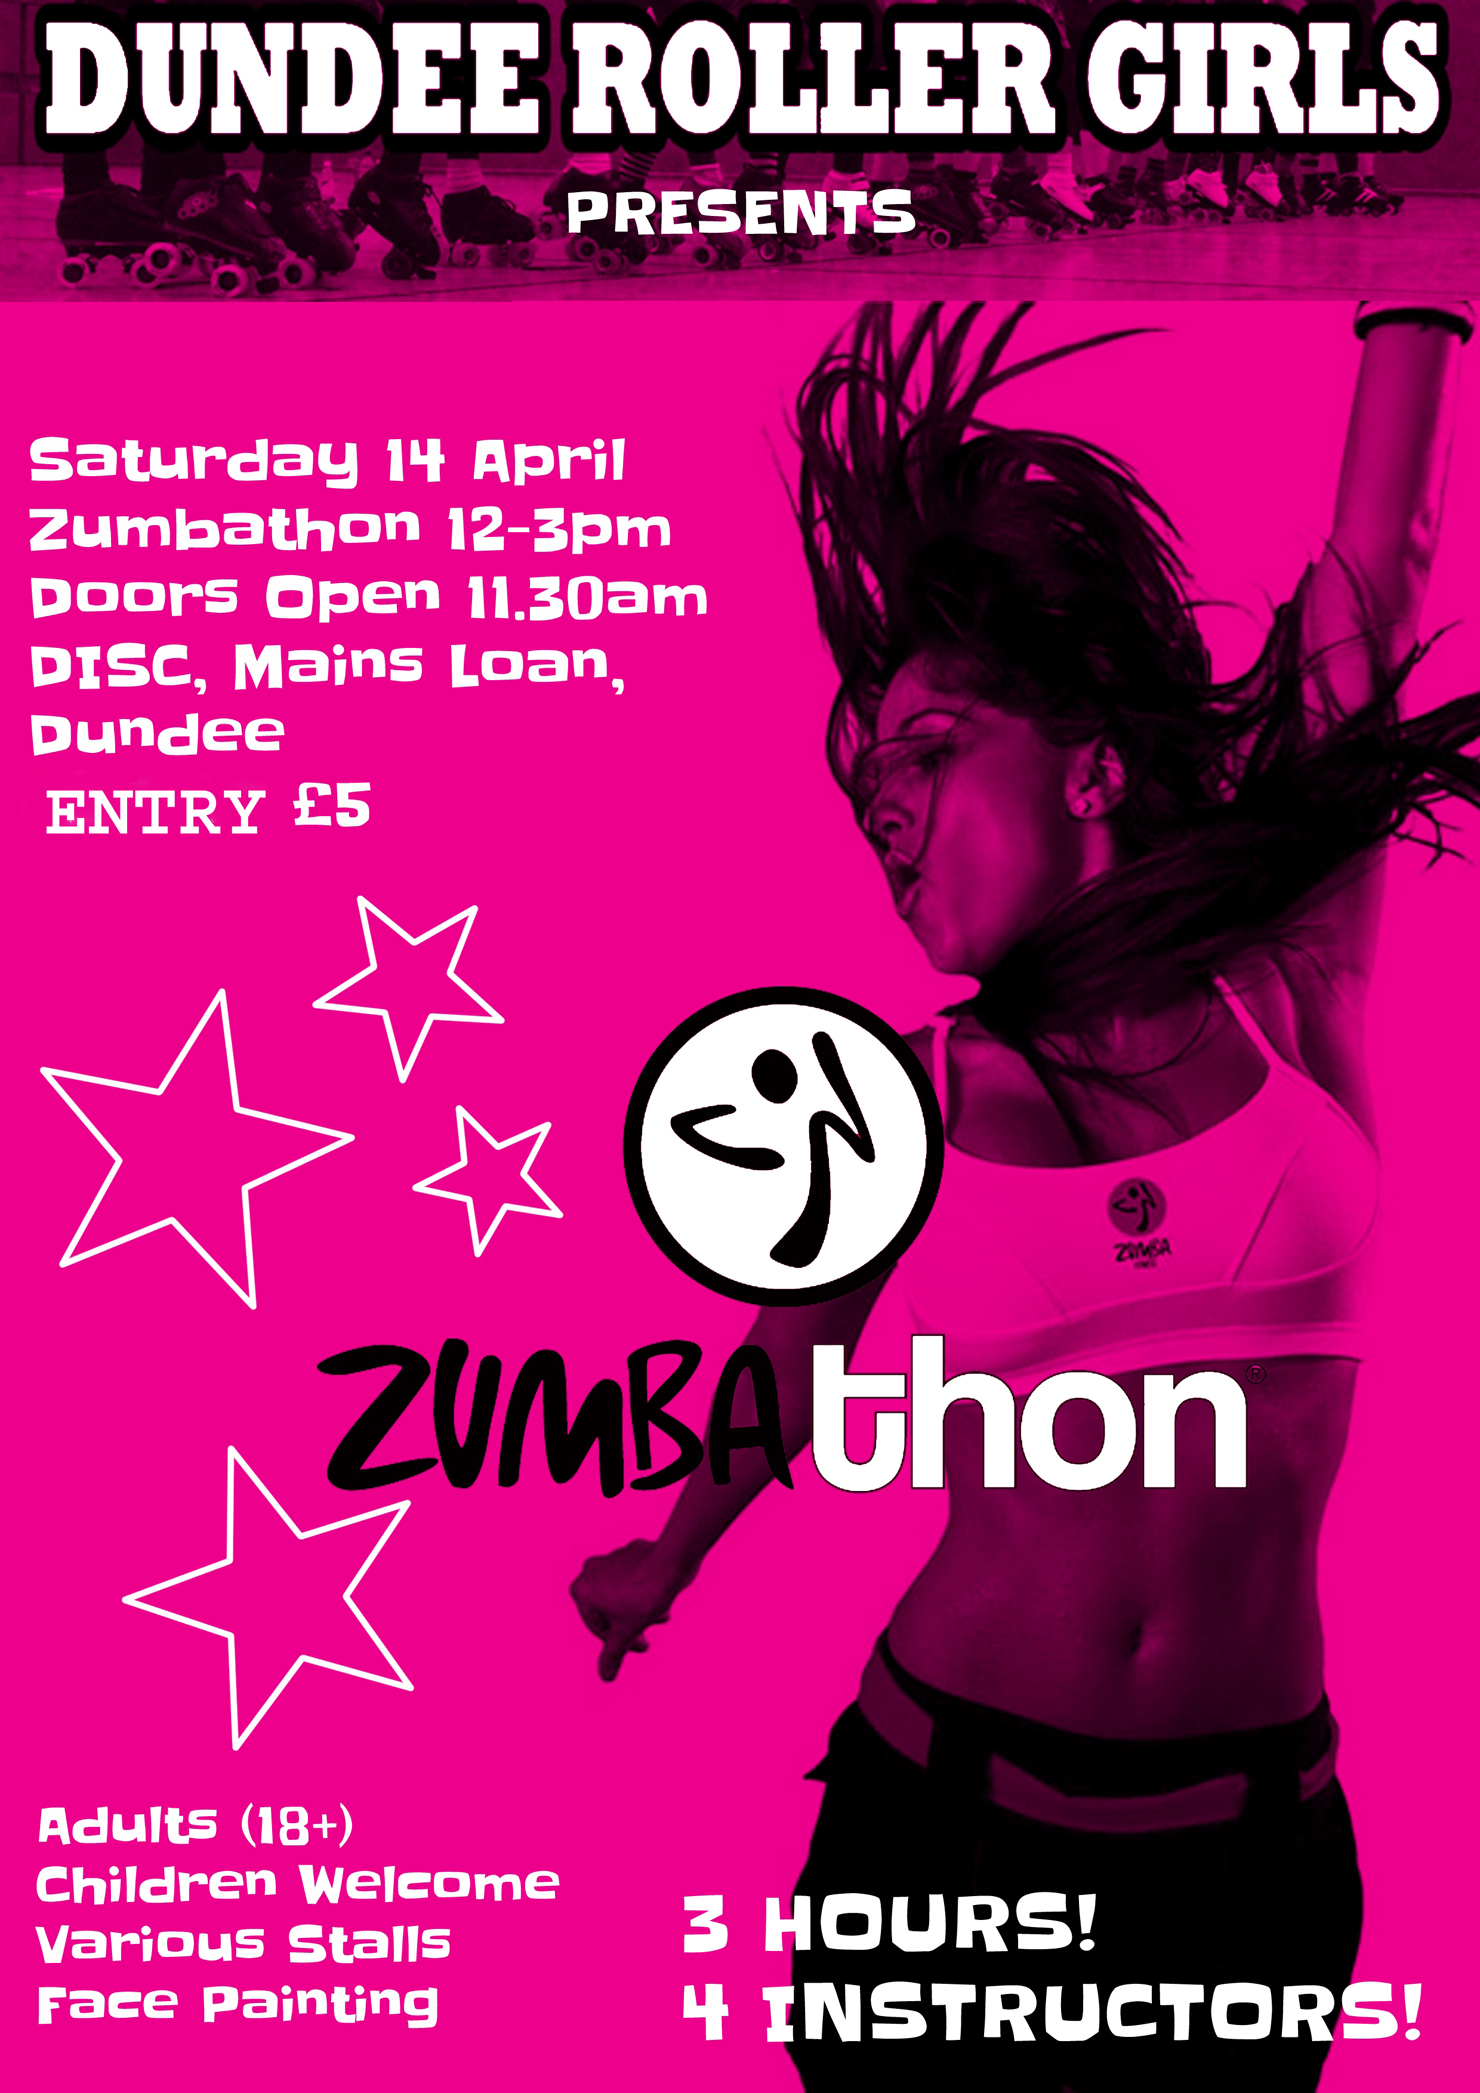 DUNDEE ROLLER GIRLS
PRESENTS
Saturday 14 April
Zumbathon 12-3pm
Doors Open 11.30am
DISC, Mains Loan,
Dundee
ENTRY £5
ZUMBA
ZUMBAthon®
Adults (18+)
Children Welcome
Various Stalls
Face Painting
3 HOURS!
4 INSTRUCTORS!